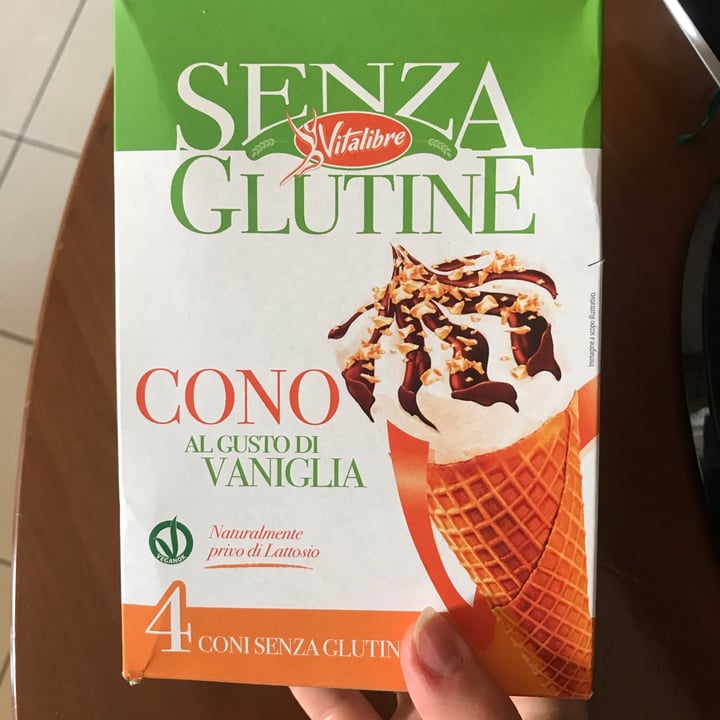 SENZA
Vitalibre
GLUTINE
CONO
AL GUSTO DI
VANIGLIA
Naturalmente
privo di Lattosio
VEGANOK
4 CONI SENZA GLUTIN
Immagine a scopo illustrativo.